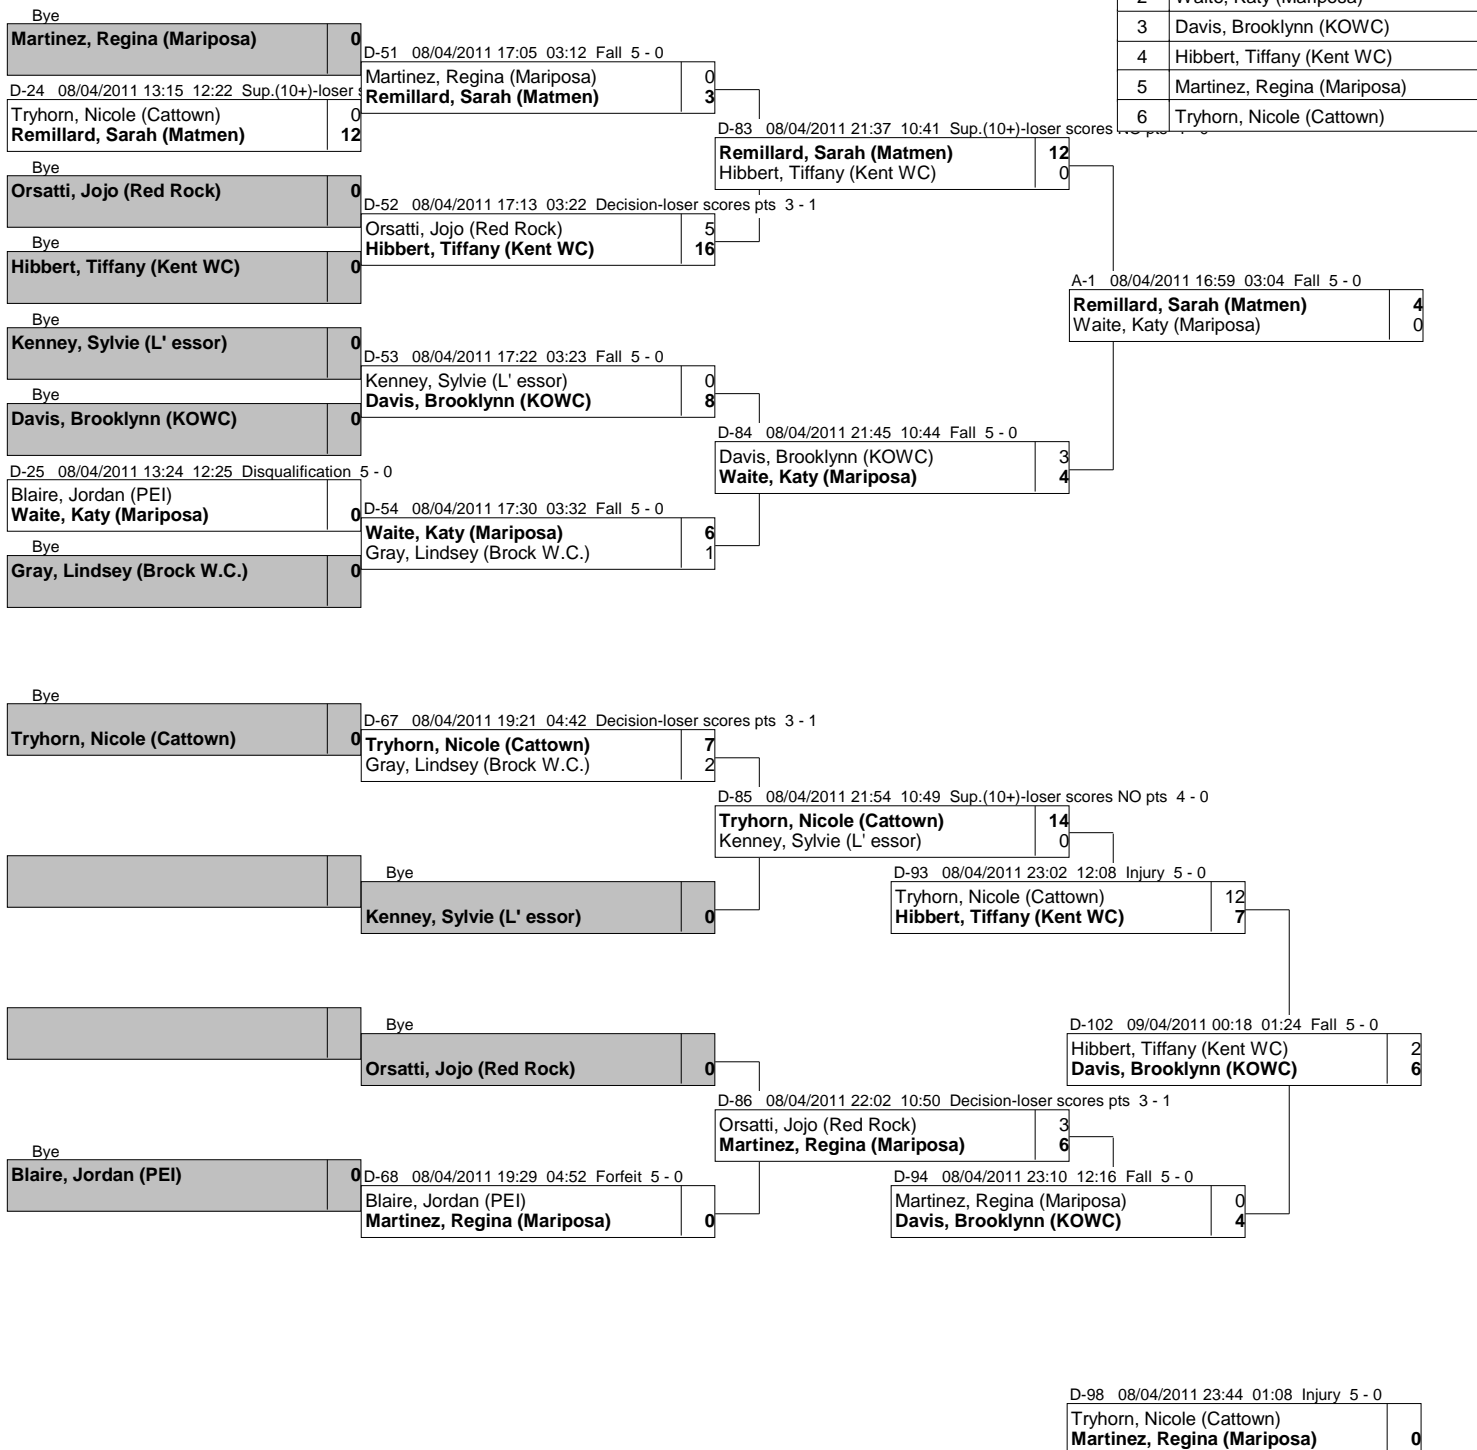 2 Waite, Katy (Mariposa)
3 Davis, Brooklynn (KOWC)
4 Hibbert, Tiffany (Kent WC)
5 Martinez, Regina (Mariposa)
6 Tryhorn, Nicole (Cattown)
Bye
Martinez, Regina (Mariposa) 0
D-24 08/04/2011 13:15 12:22 Sup.(10+)-loser
Tryhorn, Nicole (Cattown) 0
Remillard, Sarah (Matmen) 12
Bye
Orsatti, Jojo (Red Rock) 0
Bye
Hibbert, Tiffany (Kent WC) 0
Bye
Kenney, Sylvie (L' essor) 0
Bye
Davis, Brooklynn (KOWC) 0
D-25 08/04/2011 13:24 12:25 Disqualification 5 - 0
Blaire, Jordan (PEI)
Waite, Katy (Mariposa) 0
Bye
Gray, Lindsey (Brock W.C.) 0
D-51 08/04/2011 17:05 03:12 Fall 5 - 0
Martinez, Regina (Mariposa) 0
Remillard, Sarah (Matmen) 3
D-52 08/04/2011 17:13 03:22 Decision-loser scores pts 3 - 1
Orsatti, Jojo (Red Rock) 5
Hibbert, Tiffany (Kent WC) 16
D-53 08/04/2011 17:22 03:23 Fall 5 - 0
Kenney, Sylvie (L' essor) 0
Davis, Brooklynn (KOWC) 8
D-54 08/04/2011 17:30 03:32 Fall 5 - 0
Waite, Katy (Mariposa) 6
Gray, Lindsey (Brock W.C.) 1
D-83 08/04/2011 21:37 10:41 Sup.(10+)-loser scores
Remillard, Sarah (Matmen) 12
Hibbert, Tiffany (Kent WC) 0
D-84 08/04/2011 21:45 10:44 Fall 5 - 0
Davis, Brooklynn (KOWC) 3
Waite, Katy (Mariposa) 4
A-1 08/04/2011 16:59 03:04 Fall 5 - 0
Remillard, Sarah (Matmen) 4
Waite, Katy (Mariposa) 0
Bye
Tryhorn, Nicole (Cattown) 0
Bye
Blaire, Jordan (PEI) 0
D-67 08/04/2011 19:21 04:42 Decision-loser scores pts 3 - 1
Tryhorn, Nicole (Cattown) 7
Gray, Lindsey (Brock W.C.) 2
Bye
Kenney, Sylvie (L' essor) 0
Bye
Orsatti, Jojo (Red Rock) 0
D-68 08/04/2011 19:29 04:52 Forfeit 5 - 0
Blaire, Jordan (PEI)
Martinez, Regina (Mariposa) 0
D-85 08/04/2011 21:54 10:49 Sup.(10+)-loser scores NO pts 4 - 0
Tryhorn, Nicole (Cattown) 14
Kenney, Sylvie (L' essor) 0
D-86 08/04/2011 22:02 10:50 Decision-loser scores pts 3 - 1
Orsatti, Jojo (Red Rock) 3
Martinez, Regina (Mariposa) 6
D-93 08/04/2011 23:02 12:08 Injury 5 - 0
Tryhorn, Nicole (Cattown) 12
Hibbert, Tiffany (Kent WC) 7
D-94 08/04/2011 23:10 12:16 Fall 5 - 0
Martinez, Regina (Mariposa) 0
Davis, Brooklynn (KOWC) 4
D-102 09/04/2011 00:18 01:24 Fall 5 - 0
Hibbert, Tiffany (Kent WC) 2
Davis, Brooklynn (KOWC) 6
D-98 08/04/2011 23:44 01:08 Injury 5 - 0
Tryhorn, Nicole (Cattown)
Martinez, Regina (Mariposa) 0